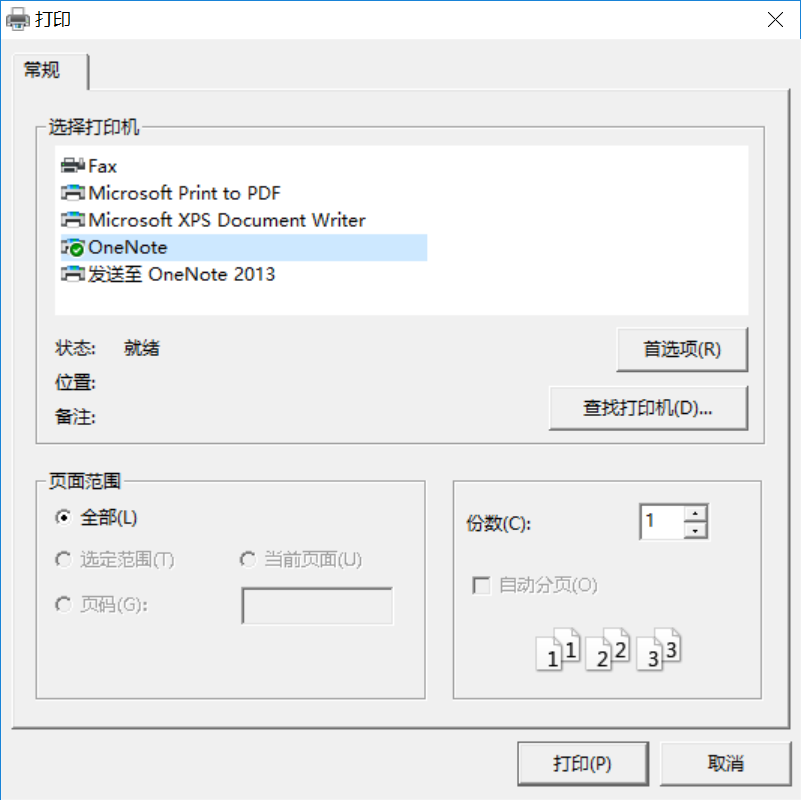 打印
常规
选择打印机
Fax
Microsoft Print to PDF
Microsoft XPS Document Writer
OneNote
发送至 OneNote 2013
状态: 就绪
首选项(R)
位置:
备注:
查找打印机(D)...
页面范围
全部(L)
选定范围(T) 当前页面(U)
页码(G):
份数(C): 1
自动分页(O)
1 1 2 2 3 3
打印(P) 取消